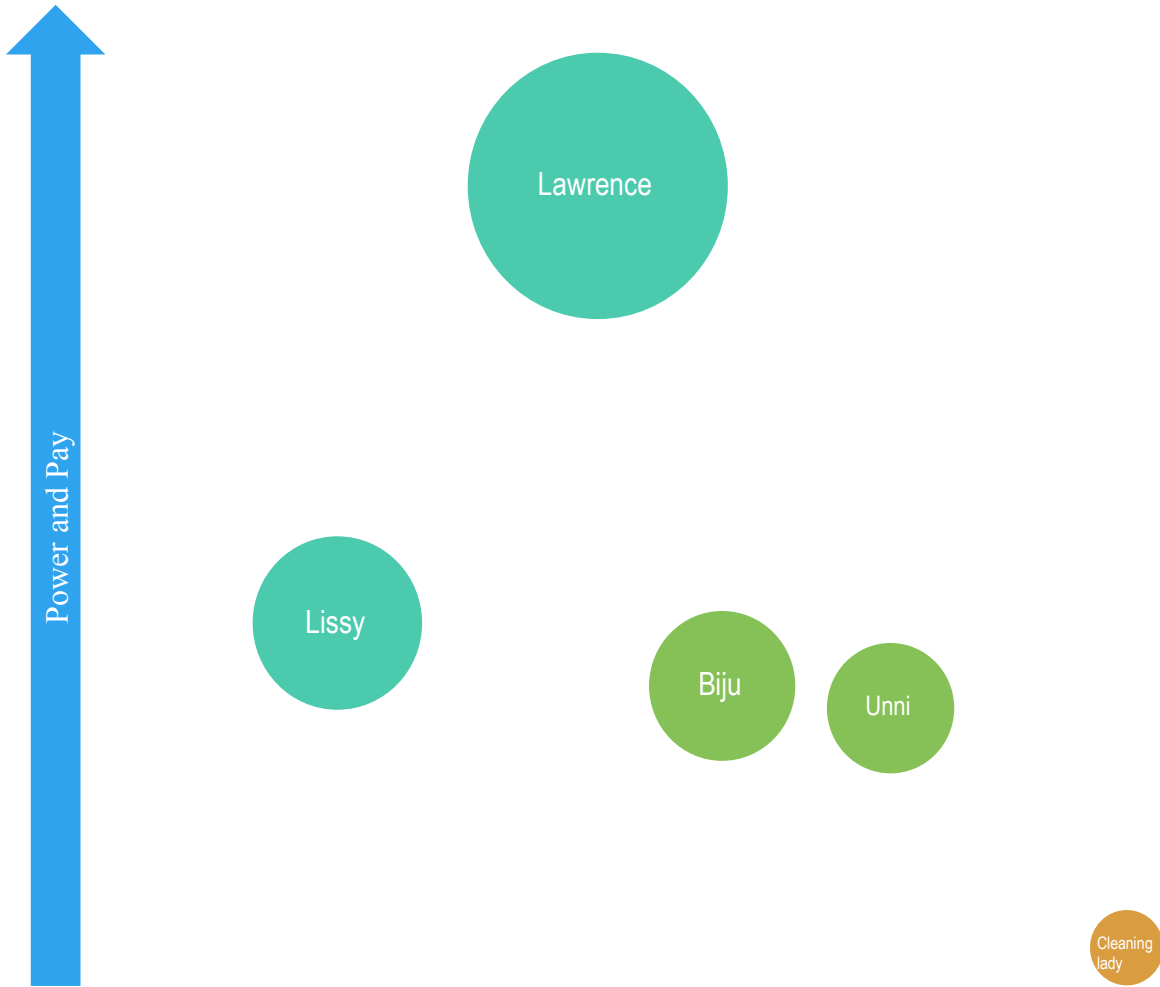 Lawrence
Power and Pay
Lissy
Biju
Unni
Cleaning
lady